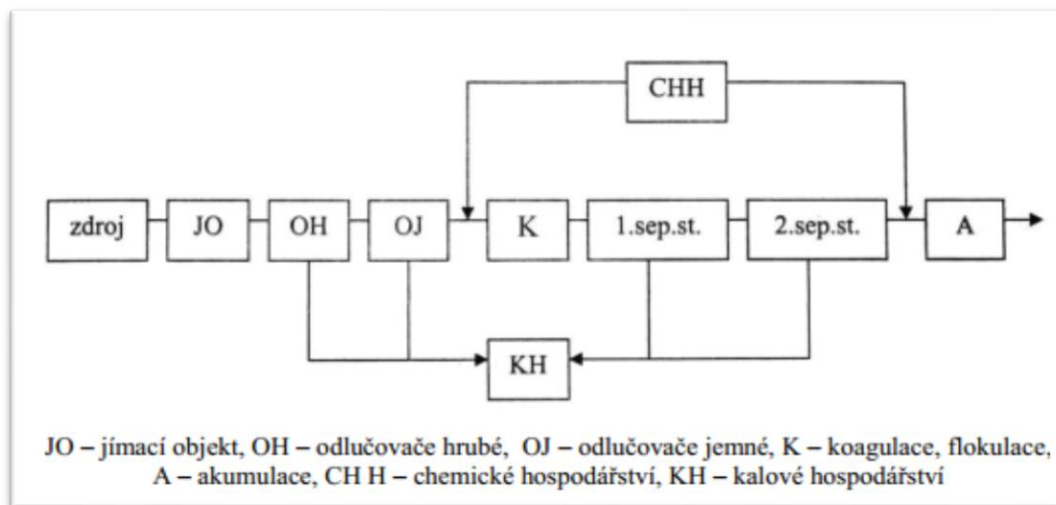 CHH
zdroj
JO
OH
OJ
K
1.sep.st.
2.sep.st.
A
KH
JO – jímací objekt, OH – odlučovače hrubé, OJ – odlučovače jemné, K – koagulace, flokulace,
A – akumulace, CH H – chemické hospodářství, KH – kalové hospodářství